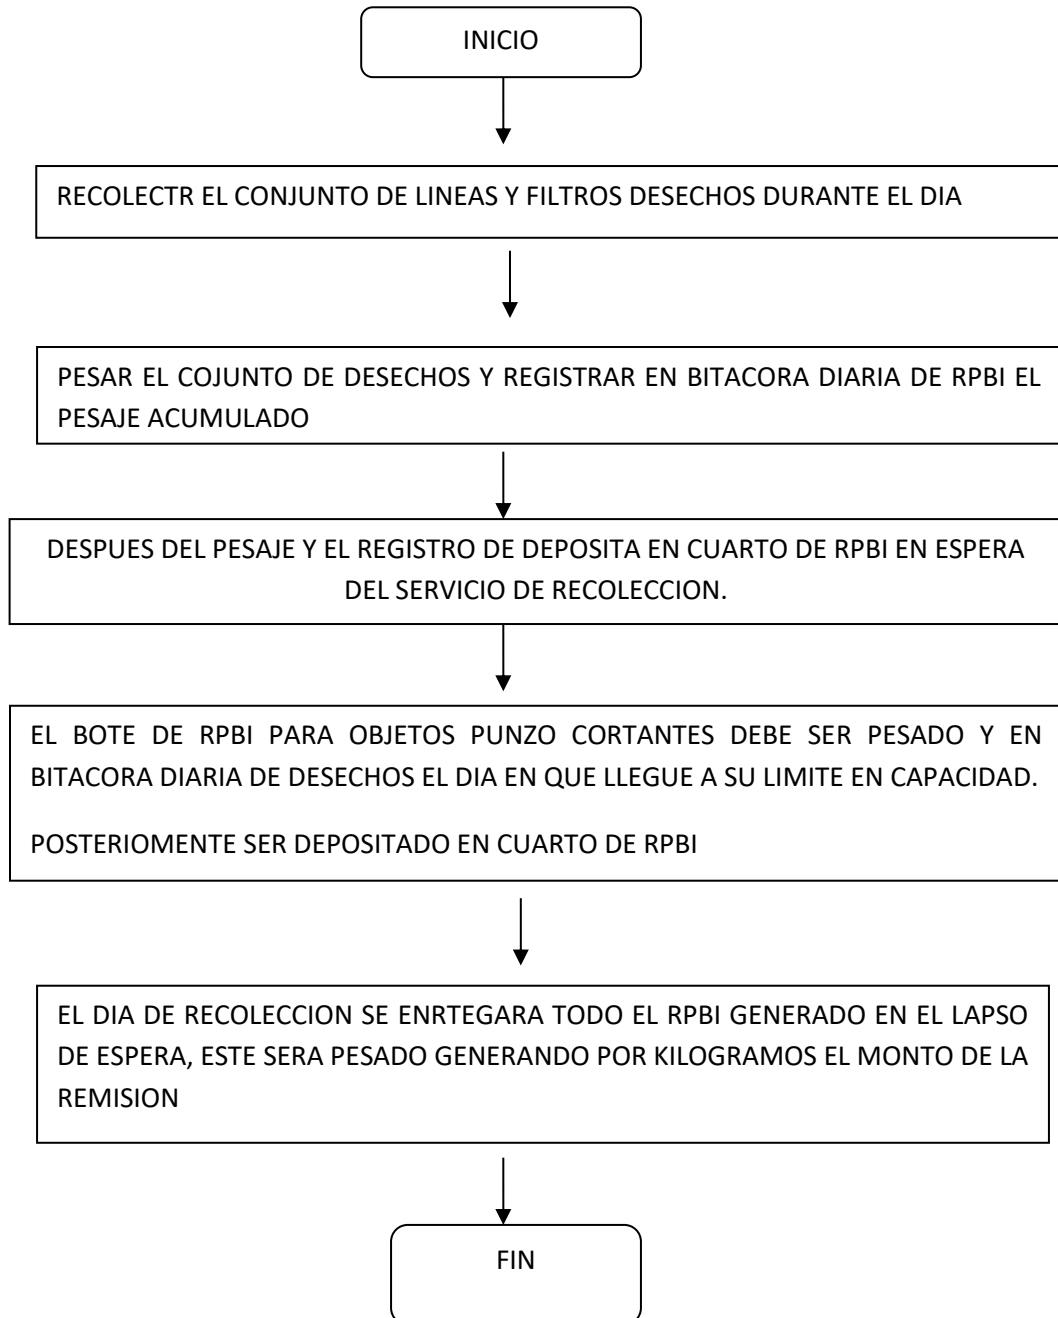 INICIO
RECOLECTR EL CONJUNTO DE LINEAS Y FILTROS DESECHOS DURANTE EL DIA
PESAR EL COJUNTO DE DESECHOS Y REGISTRAR EN BITACORA DIARIA DE RPBI EL
PESAJE ACUMULADO
DESPUES DEL PESAJE Y EL REGISTRO DE DEPOSITA EN CUARTO DE RPBI EN ESPERA
DEL SERVICIO DE RECOLECCION.
EL BOTE DE RPBI PARA OBJETOS PUNZO CORTANTES DEBE SER PESADO Y EN
BITACORA DIARIA DE DESECHOS EL DIA EN QUE LLEGUE A SU LIMITE EN CAPACIDAD.
POSTERIOMENTE SER DEPOSITADO EN CUARTO DE RPBI
EL DIA DE RECOLECCION SE ENRTEGARA TODO EL RPBI GENERADO EN EL LAPSO
DE ESPERA, ESTE SERA PESADO GENERANDO POR KILOGRAMOS EL MONTO DE LA
REMISION
FIN